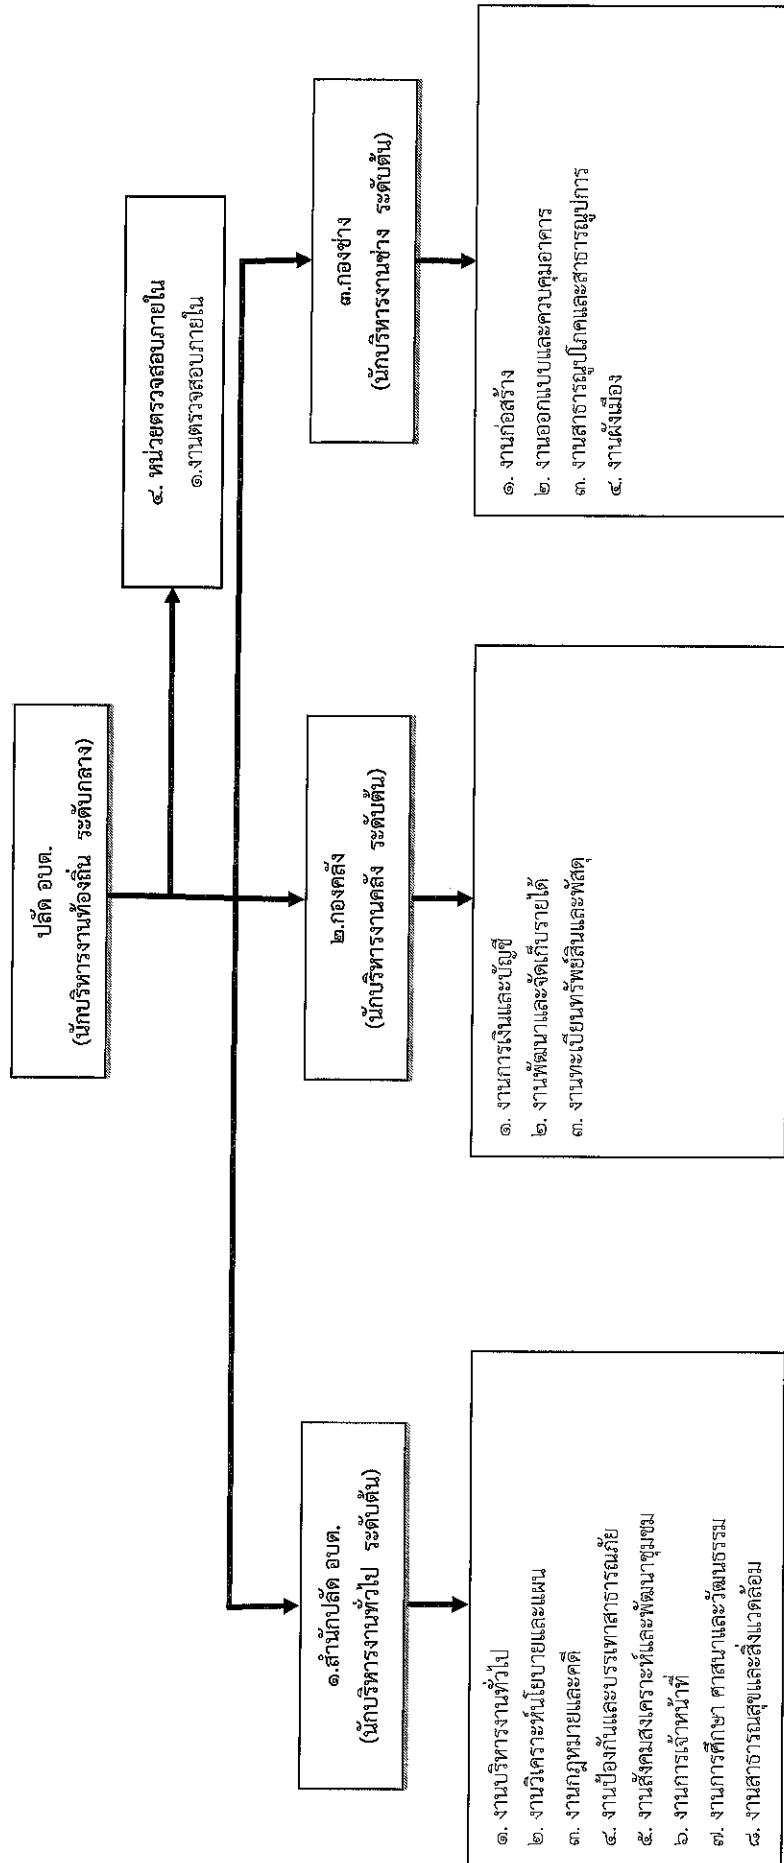 ปลัด อบต.
(นักบริหารงานท้องถิ่น ระดับกลาง)
๔. หน่วยตรวจสอบภายใน
๑.งานตรวจสอบภายใน
๑.สำนักปลัด อบต.
(นักบริหารงานทั่วไป ระดับต้น)
๑. งานบริหารงานทั่วไป
๒. งานวิเคราะห์นโยบายและแผน
๓. งานกฎหมายและคดี
๔. งานป้องกันและบรรเทาสาธารณภัย
๕. งานสังคมสงเคราะห์และพัฒนาชุมชม
๖. งานการเจ้าหน้าที่
๗. งานการศึกษา ศาสนาและวัฒนธรรม
๘. งานสาธารณสุขและสิ่งแวดล้อม
๒.กองคลัง
(นักบริหารงานคลัง ระดับต้น)
๑. งานการเงินและบัญชี
๒. งานพัฒนาและจัดเก็บรายได้
๓. งานทะเบียนทรัพย์สินและพัสดุ
๓.กองช่าง
(นักบริหารงานช่าง ระดับต้น)
๑. งานก่อสร้าง
๒. งานออกแบบและควบคุมอาคาร
๓. งานสาธารณูปโภคและสาธารณูปการ
๔. งานผังเมือง